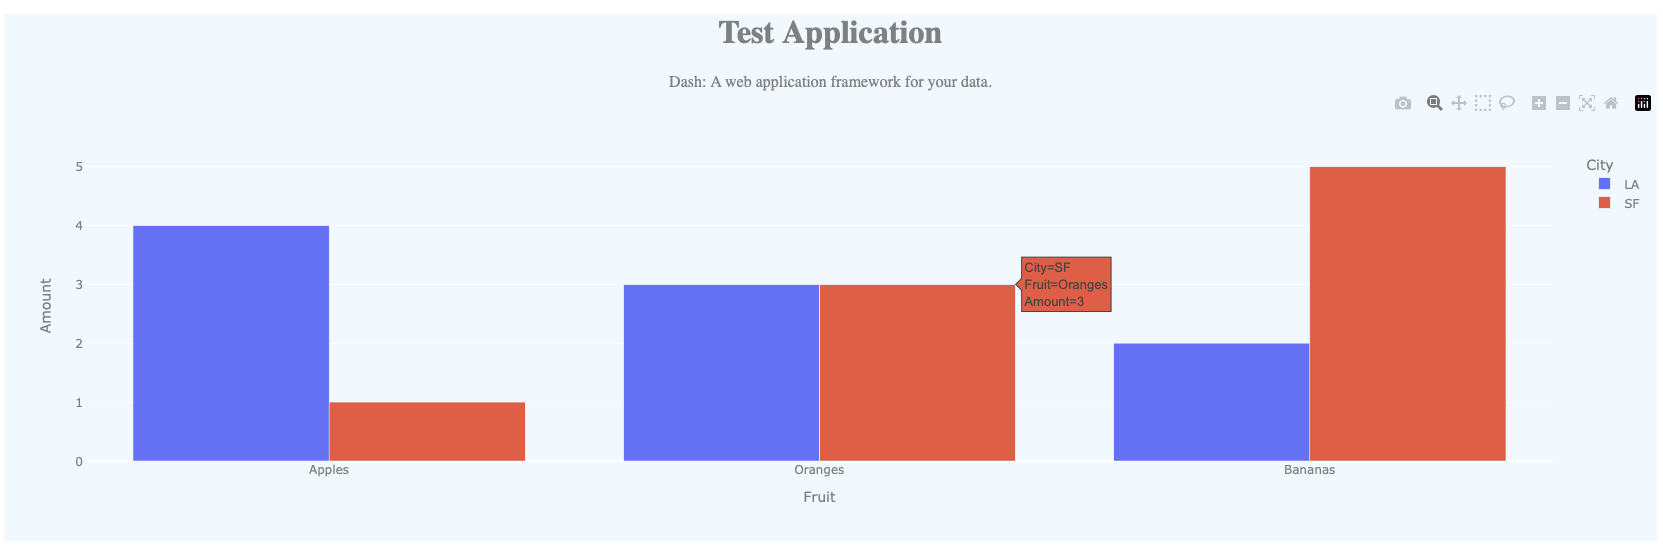 Test Application
Dash: A web application framework for your data.
City
LA
SF
Amount
5
4
3
2
1
0
City=SF
Fruit=Oranges
Amount=3
Apples
Oranges
Bananas
Fruit